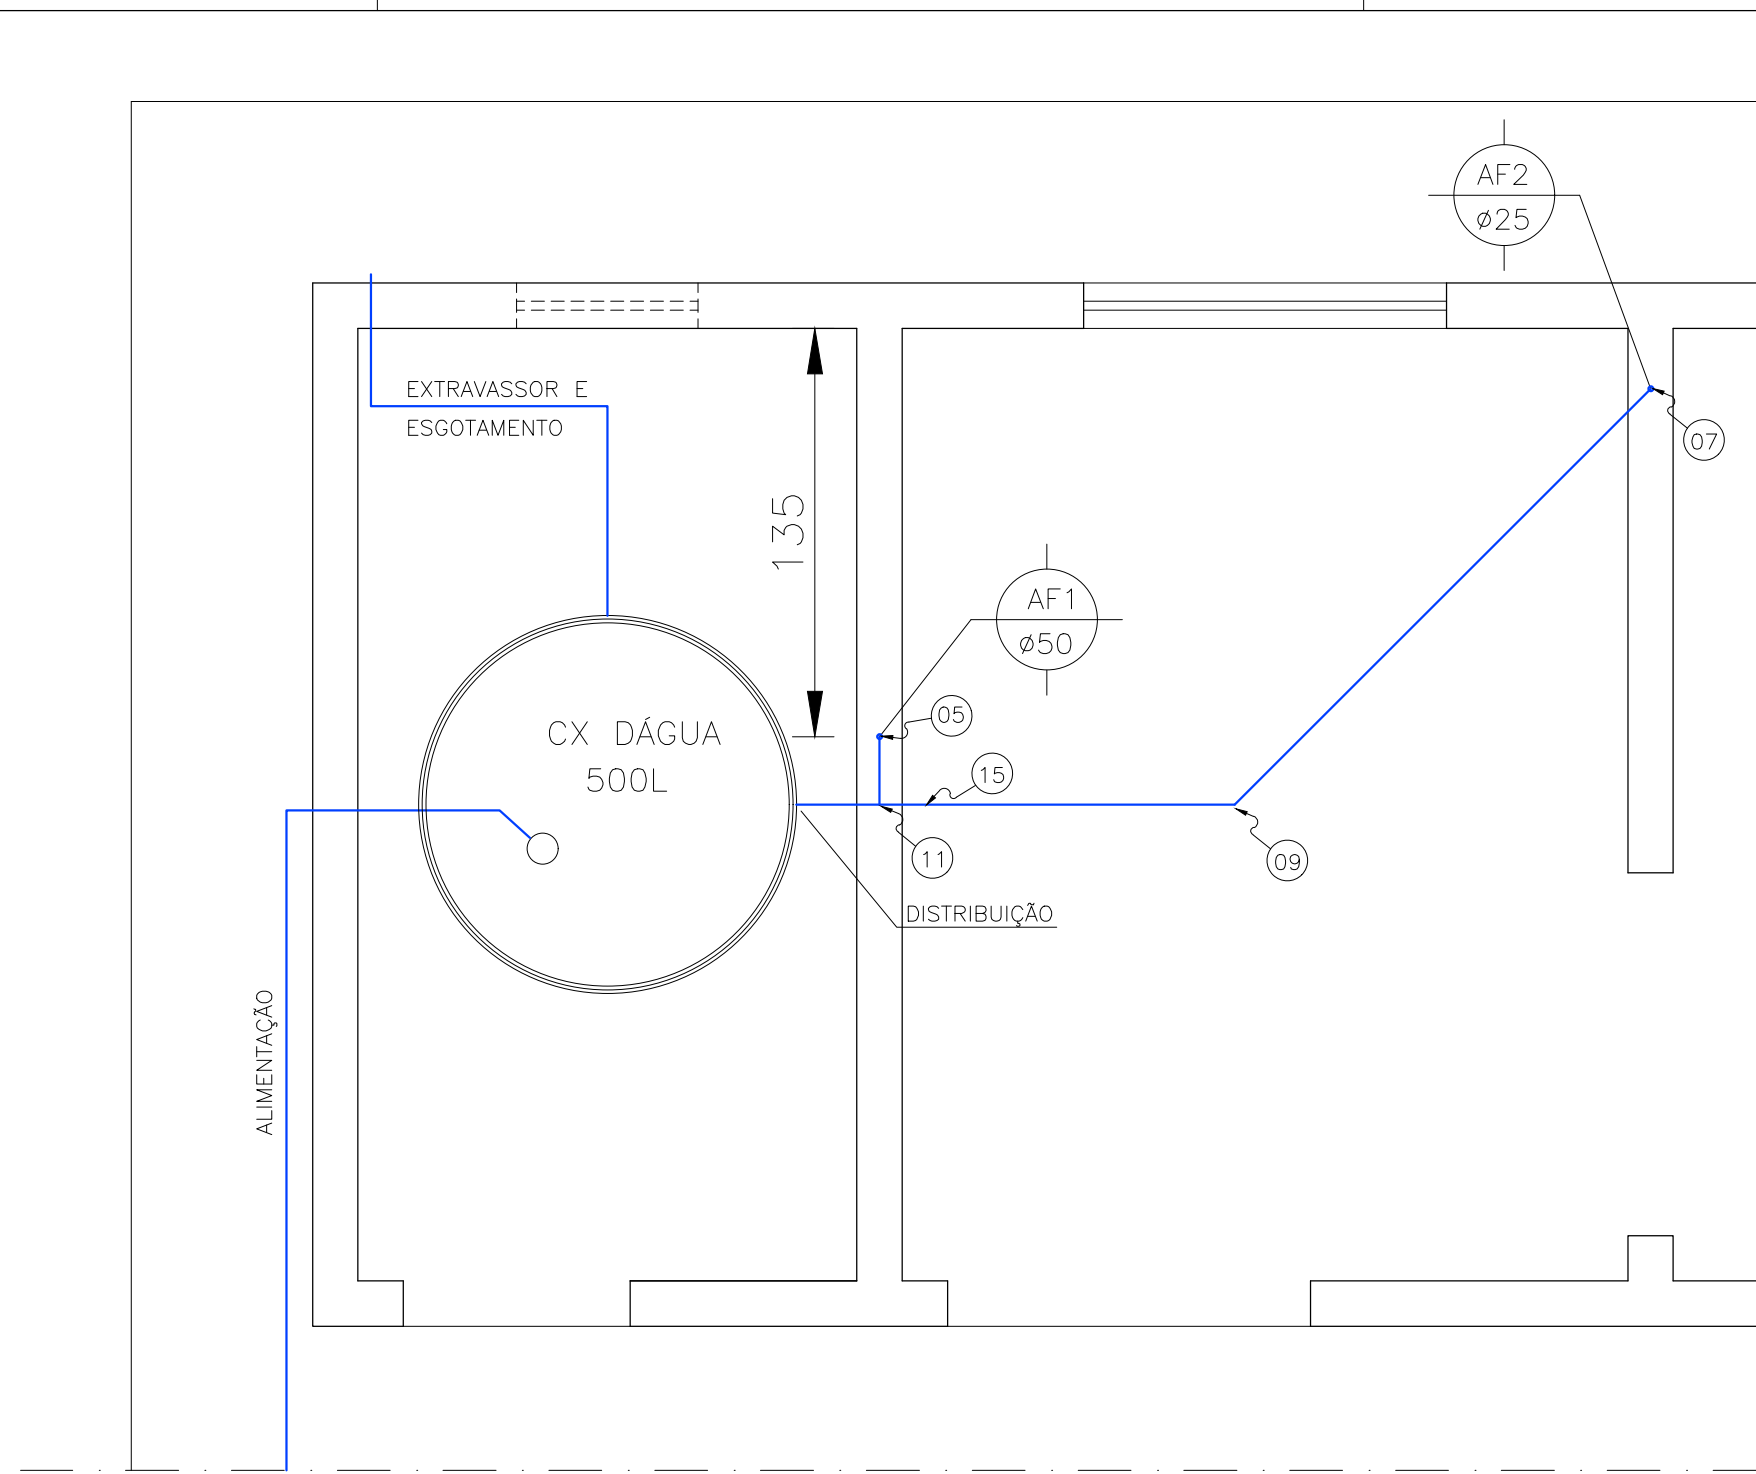 AF2
ø25
07
EXTRAVASSOR E
ESGOTAMENTO
135
AF1
ø50
05
15
CX DÁGUA
500L
11
09
DISTRIBUIÇÃO
ALIMENTAÇÃO